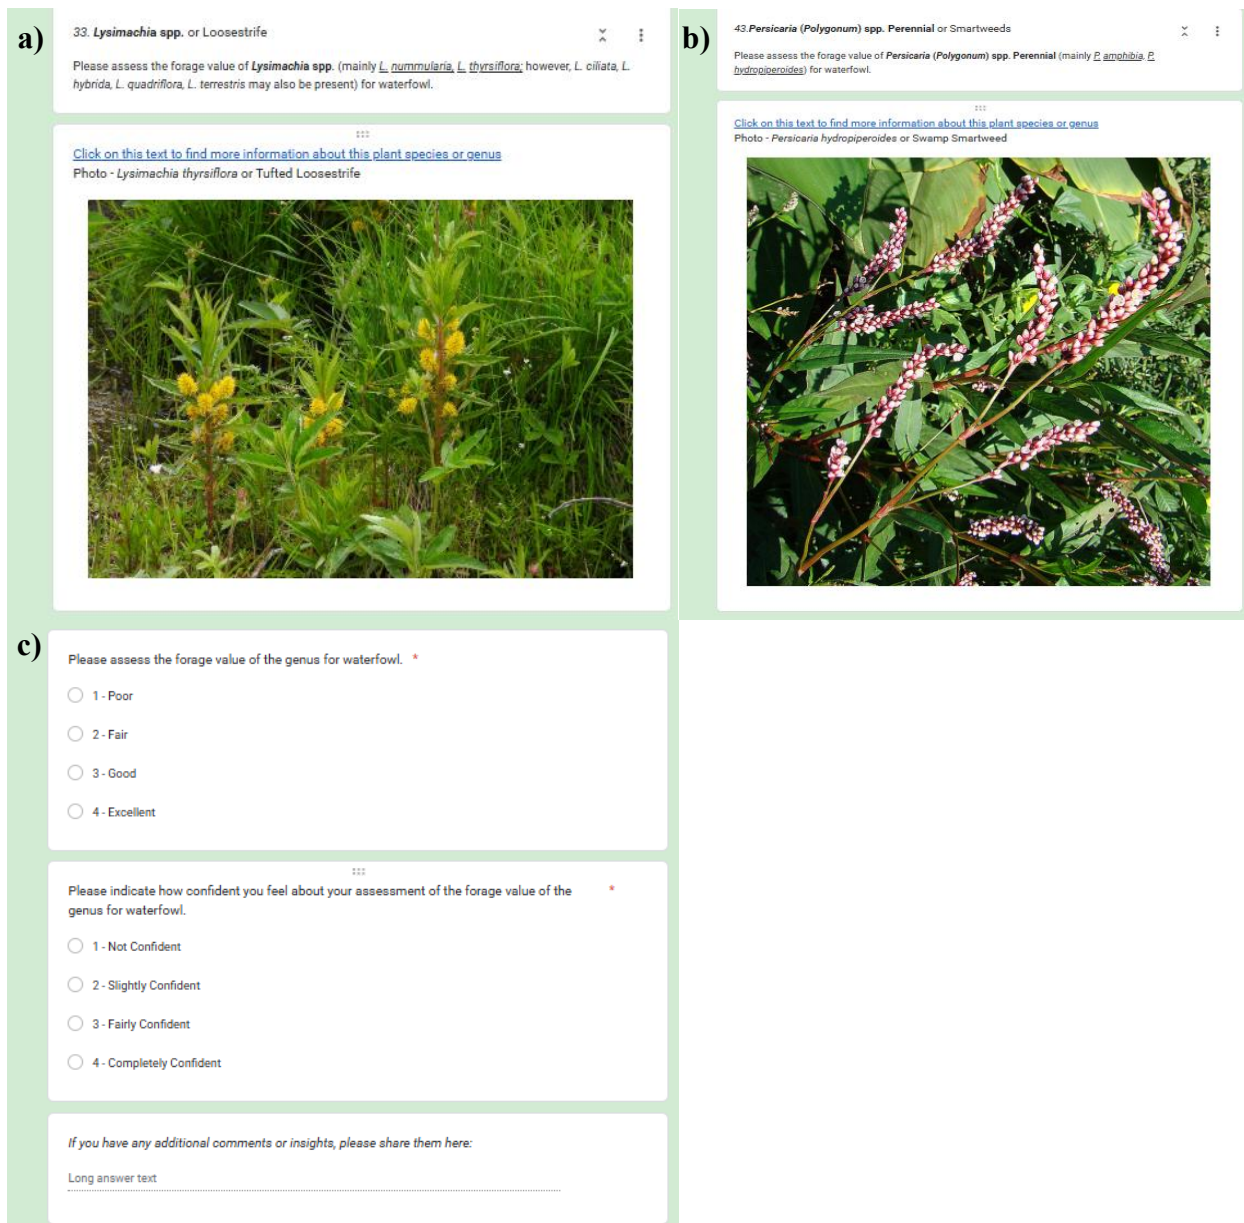 a)
33. Lysimachia spp. or Loosestrife
Please assess the forage value of Lysimachia spp. (mainly L. nummularia, L. thyrsiflora; however, L. ciliata, L.
hybrida, L. quadriflora, L. terrestris may also be present) for waterfowl.
Click on this text to find more information about this plant species or genus
Photo - Lysimachia thyrsiflora or Tufted Loosestrife
b)
43.Persicaria (Polygonum) spp. Perennial or Smartweeds
Please assess the forage value of Persicaria (Polygonum) spp. Perennial (mainly P. amphibia, P.
hydropiperoides) for waterfowl.
Click on this text to find more information about this plant species or genus
Photo - Persicaria hydropiperoides or Swamp Smartweed
c)
Please assess the forage value of the genus for waterfowl. *
1 - Poor
2 - Fair
3 - Good
4 - Excellent
Please indicate how confident you feel about your assessment of the forage value of the *
genus for waterfowl.
1 - Not Confident
2 - Slightly Confident
3 - Fairly Confident
4 - Completely Confident
If you have any additional comments or insights, please share them here:
Long answer text